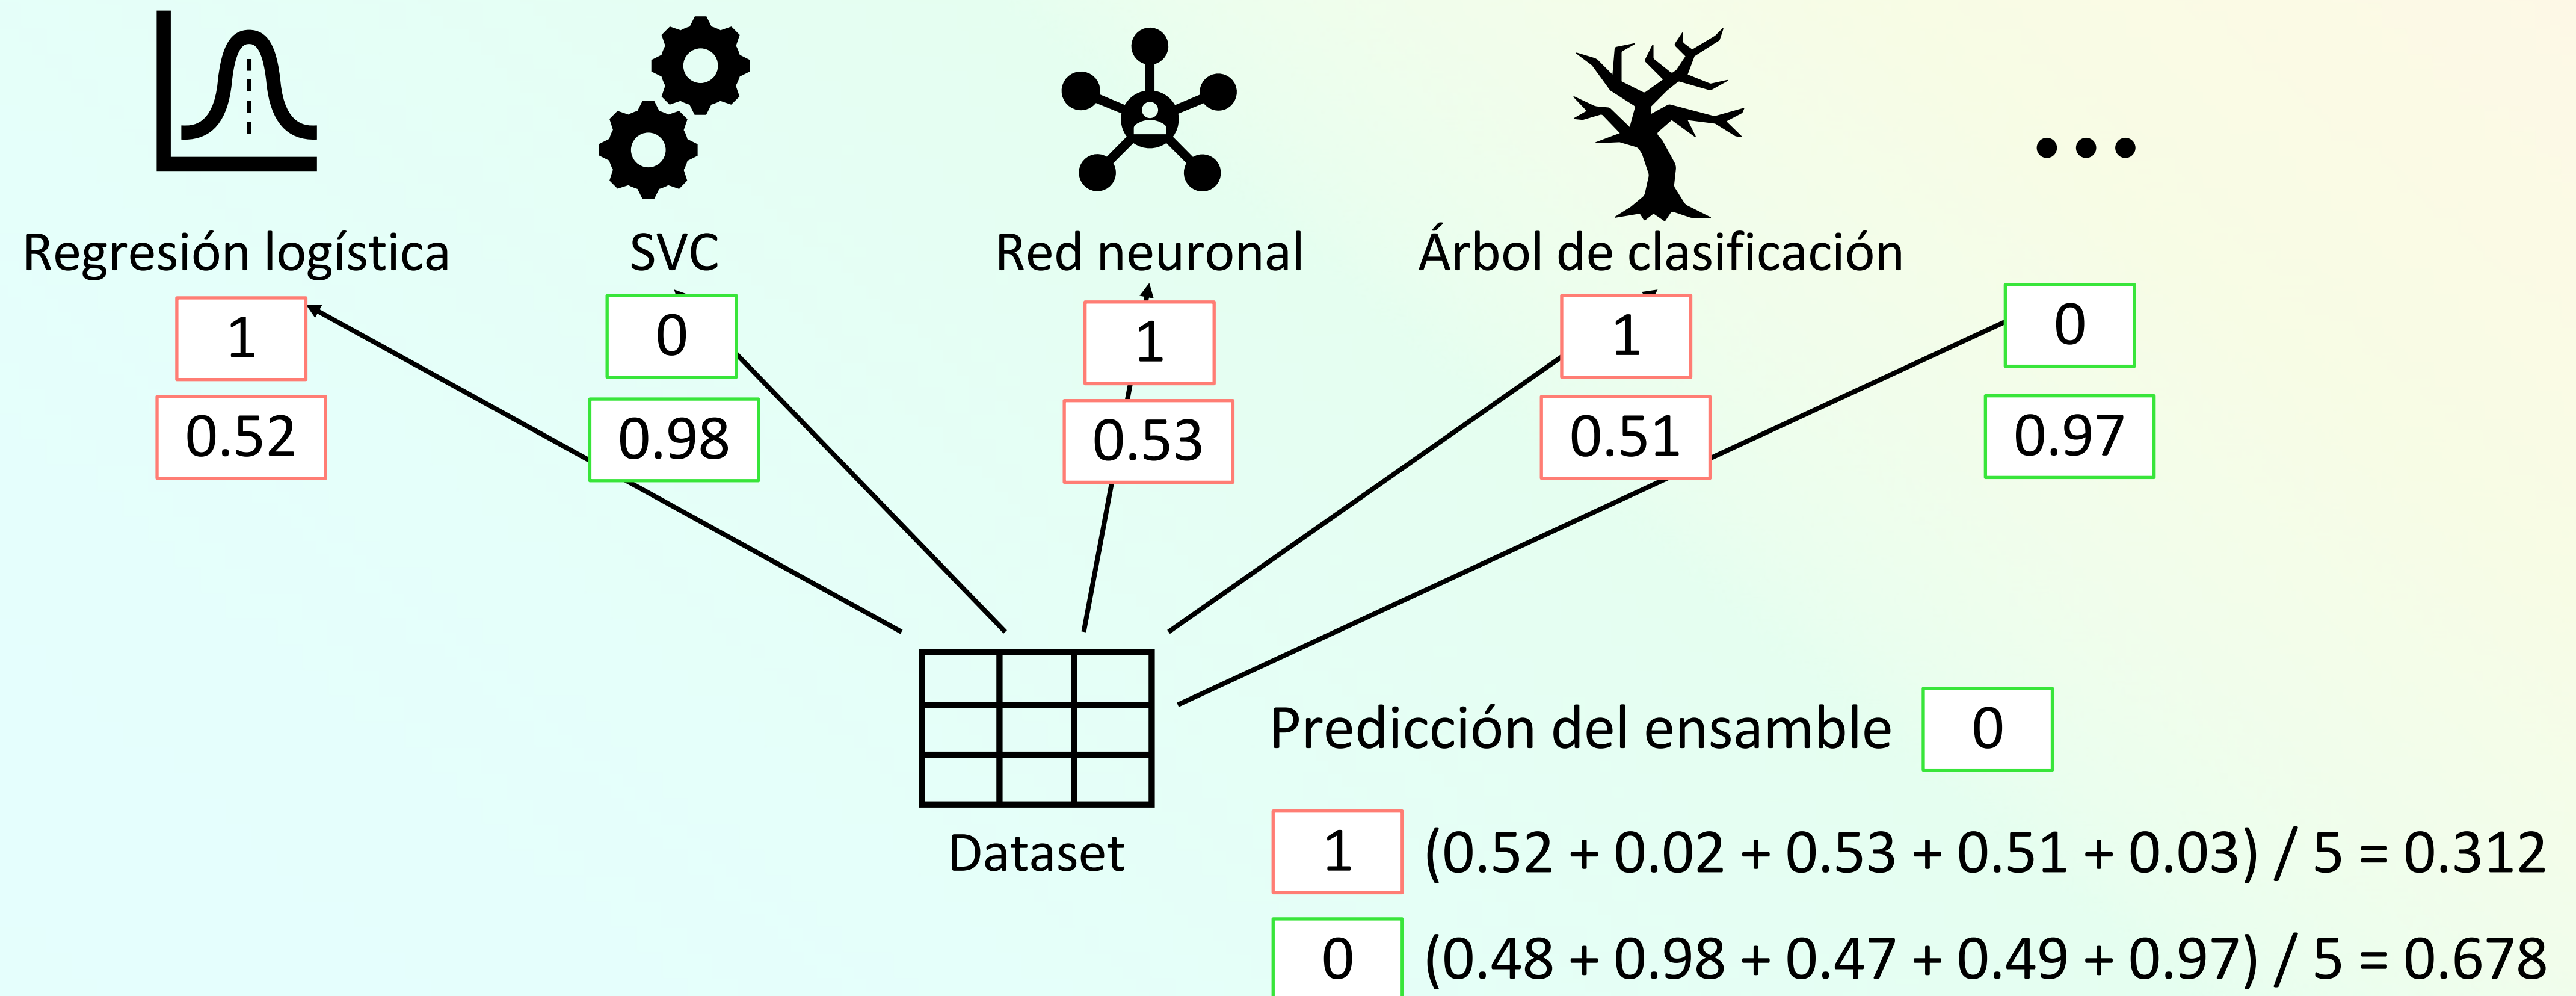 Regresión logística
SVC
Red neuronal
Árbol de clasificación
1
0
1
1
0
0.52
0.98
0.53
0.51
0.97
Dataset
Predicción del ensamble 0
1 (0.52 + 0.02 + 0.53 + 0.51 + 0.03) / 5 = 0.312
0 (0.48 + 0.98 + 0.47 + 0.49 + 0.97) / 5 = 0.678